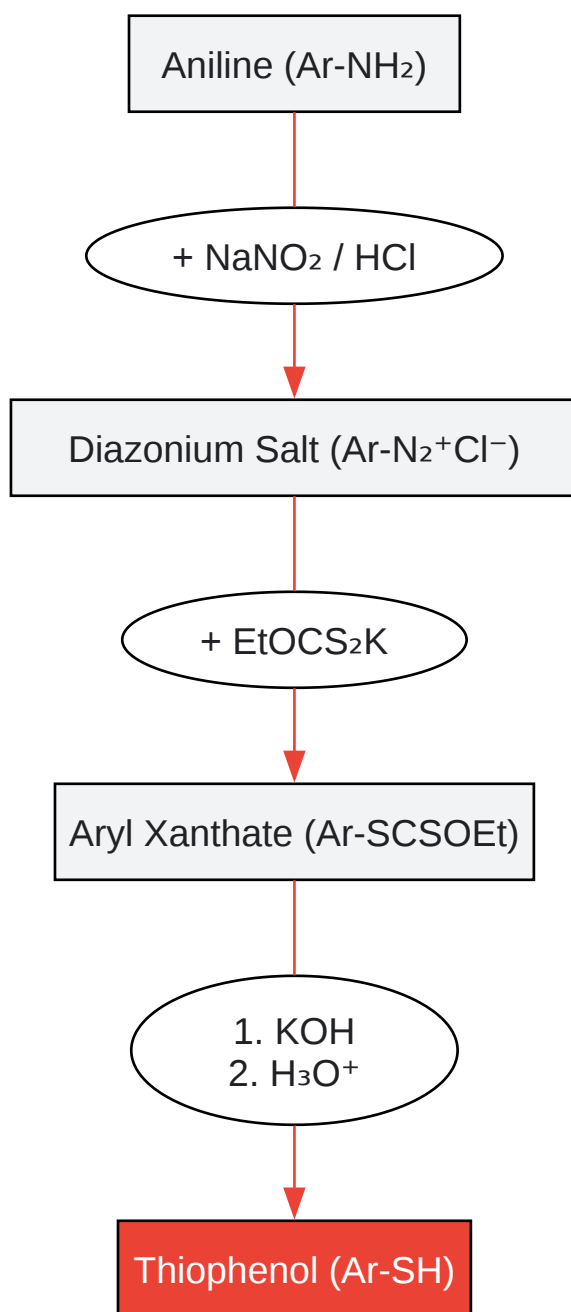 Aniline (Ar-NH₂)
+ NaNO₂ / HCl
Diazonium Salt (Ar-N₂⁺Cl⁻)
+ EtOCS₂K
Aryl Xanthate (Ar-SCSOEt)
1. KOH
2. H₃O⁺
Thiophenol (Ar-SH)